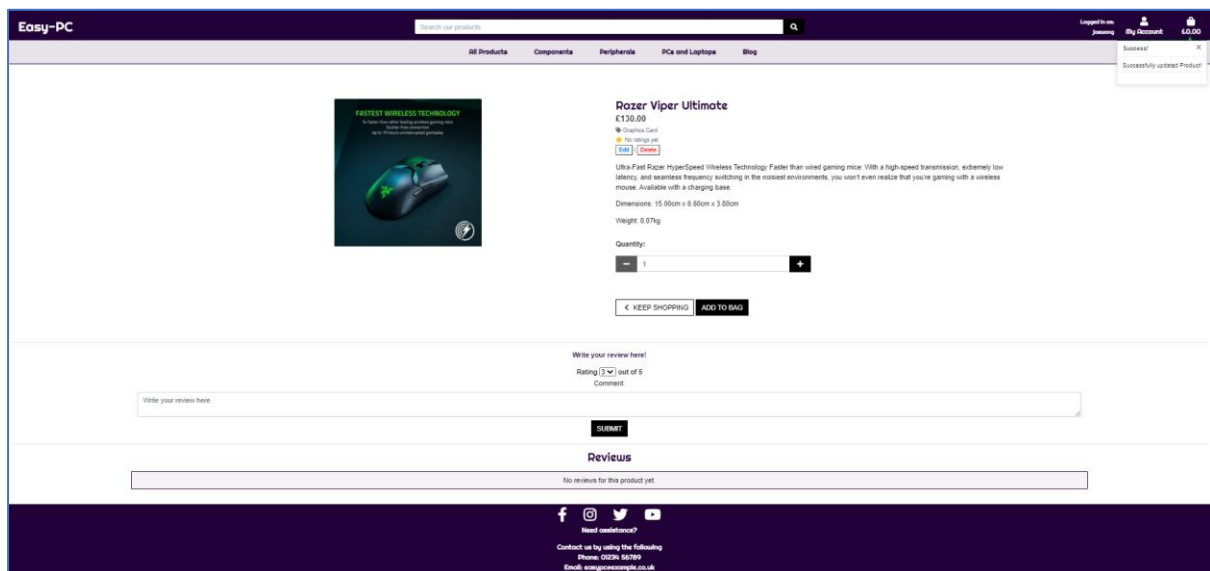 Easy-PC
Search our products
Logged in as:
My Account
£0.00
All Products
Components
Peripherals
PCs and Laptops
Blog
Success!
Successfully updated Product!
FASTEST WIRELESS TECHNOLOGY
Razer Viper Ultimate
£130.00
Graphics Card
No ratings yet
Edit | Delete
Ultra-Fast Razer HyperSpeed Wireless Technology Faster than wired gaming mice: With a high-speed transmission, extremely low
latency, and seamless frequency switching in the noisiest environments, you won't even realize that you're gaming with a wireless
mouse. Available with a charging base.
Dimensions: 15.00cm x 6.60cm x 3.80cm
Weight: 0.07kg
Quantity:
1
KEEP SHOPPING
ADD TO BAG
Write your review here!
Rating 3 out of 5
Comment
Write your review here
SUBMIT
Reviews
No reviews for this product yet.
Need assistance?
Contact us by using the following
Phone: 01234 56789